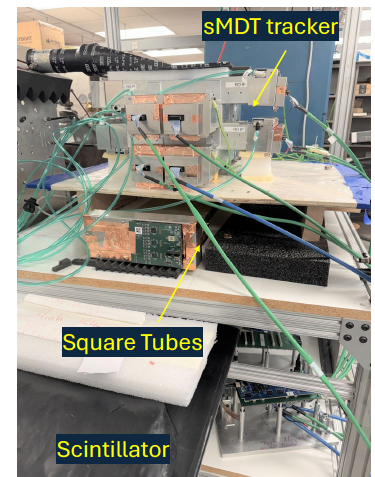 sMDT tracker
Square Tubes
Scintillator